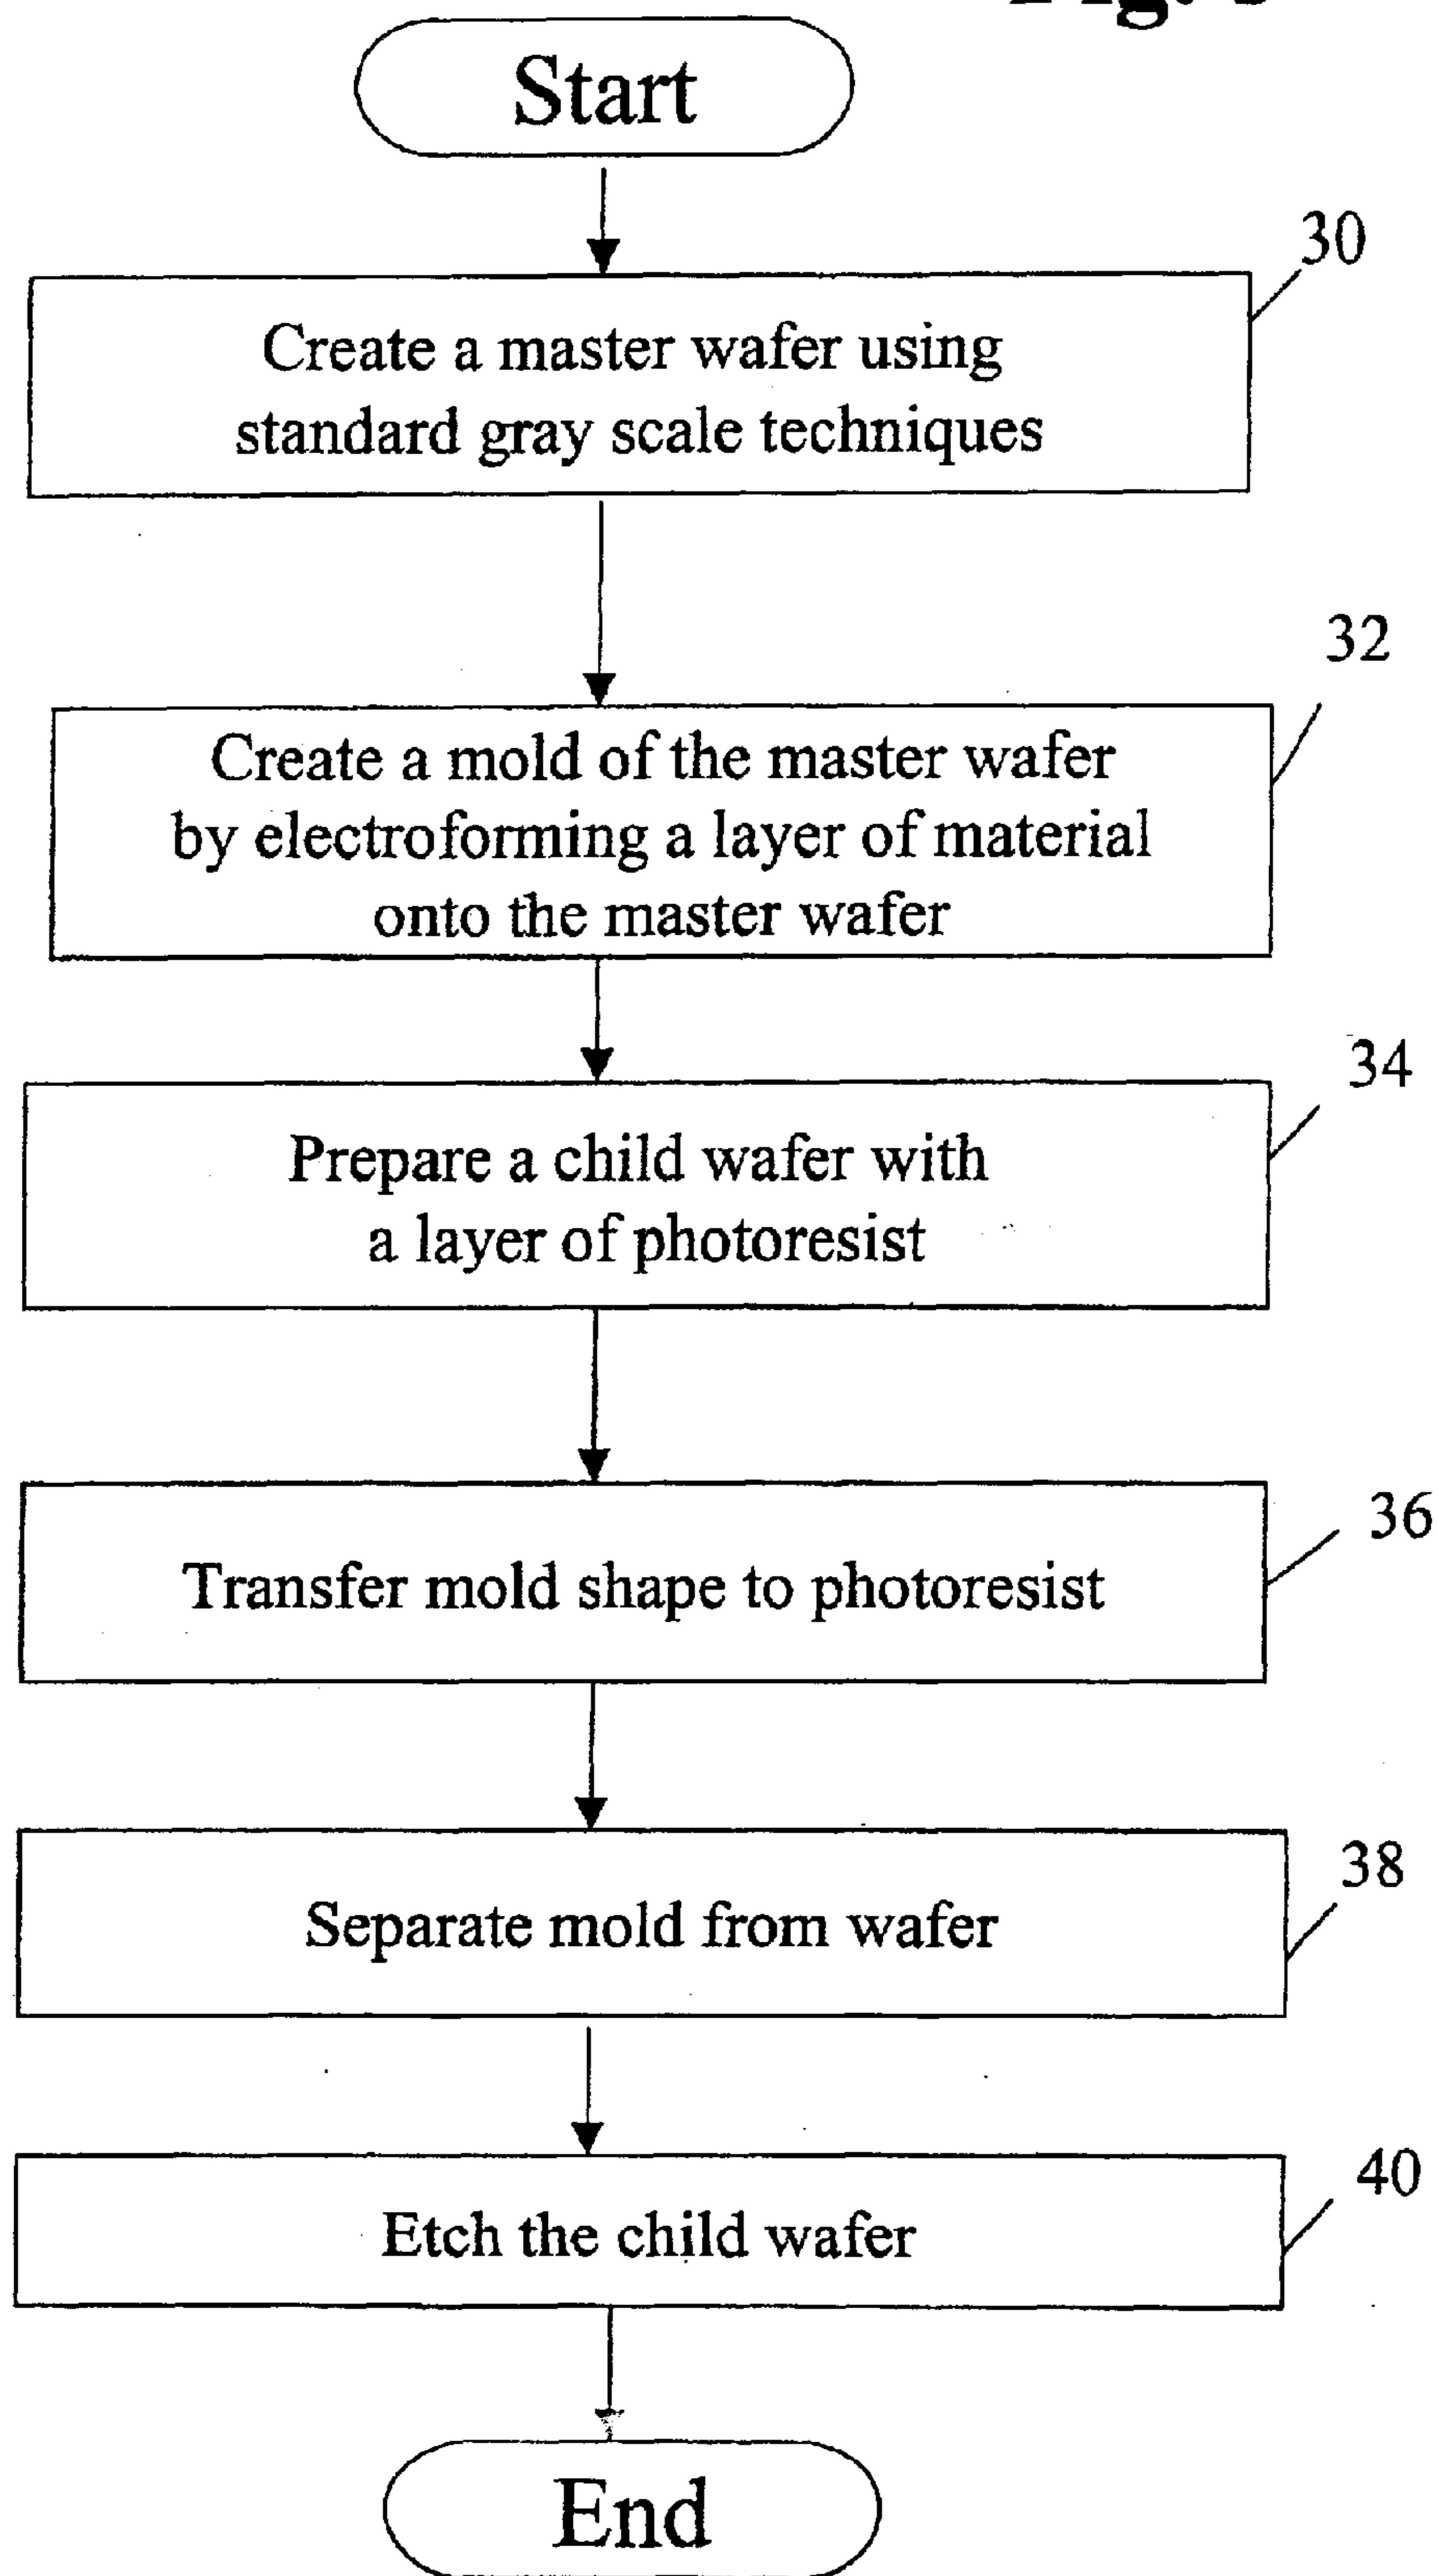 Fig.
Start
30
Create a master wafer using
standard gray scale techniques
32
Create a mold of the master wafer
by electroforming a layer of material
onto the master wafer
34
Prepare a child wafer with
a layer of photoresist
36
Transfer mold shape to photoresist
38
Separate mold from wafer
40
Etch the child wafer
End